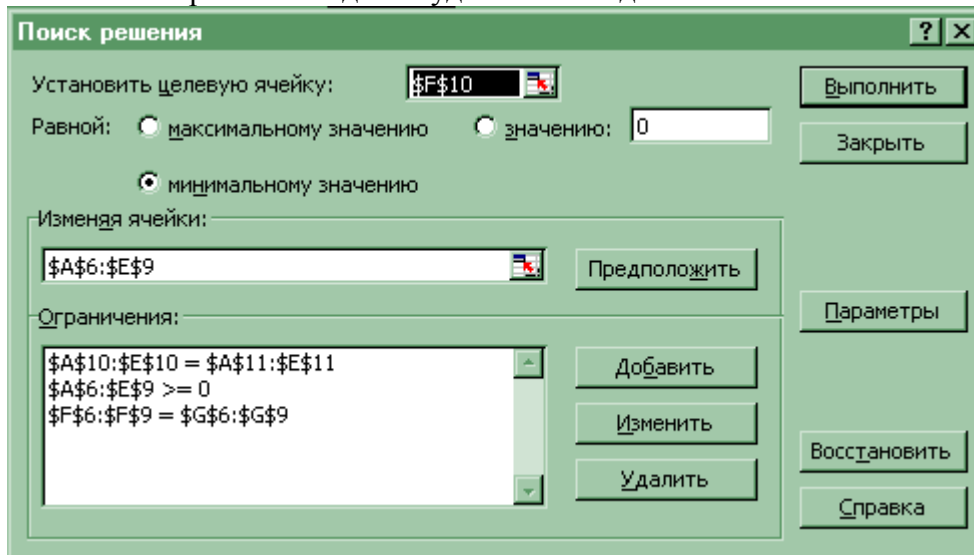 Поиск решения
Установить целевую ячейку: $F$10
Выполнить
Равной: максимальному значению значению: 0
Закрыть
минимальному значению
Изменяя ячейки:
$A$6:$E$9 Предположить
Параметры
Ограничения:
$A$10:$E$10 = $A$11:$E$11
$A$6:$E$9 >= 0
$F$6:$F$9 = $G$6:$G$9
Добавить
Изменить
Удалить
Восстановить
Справка